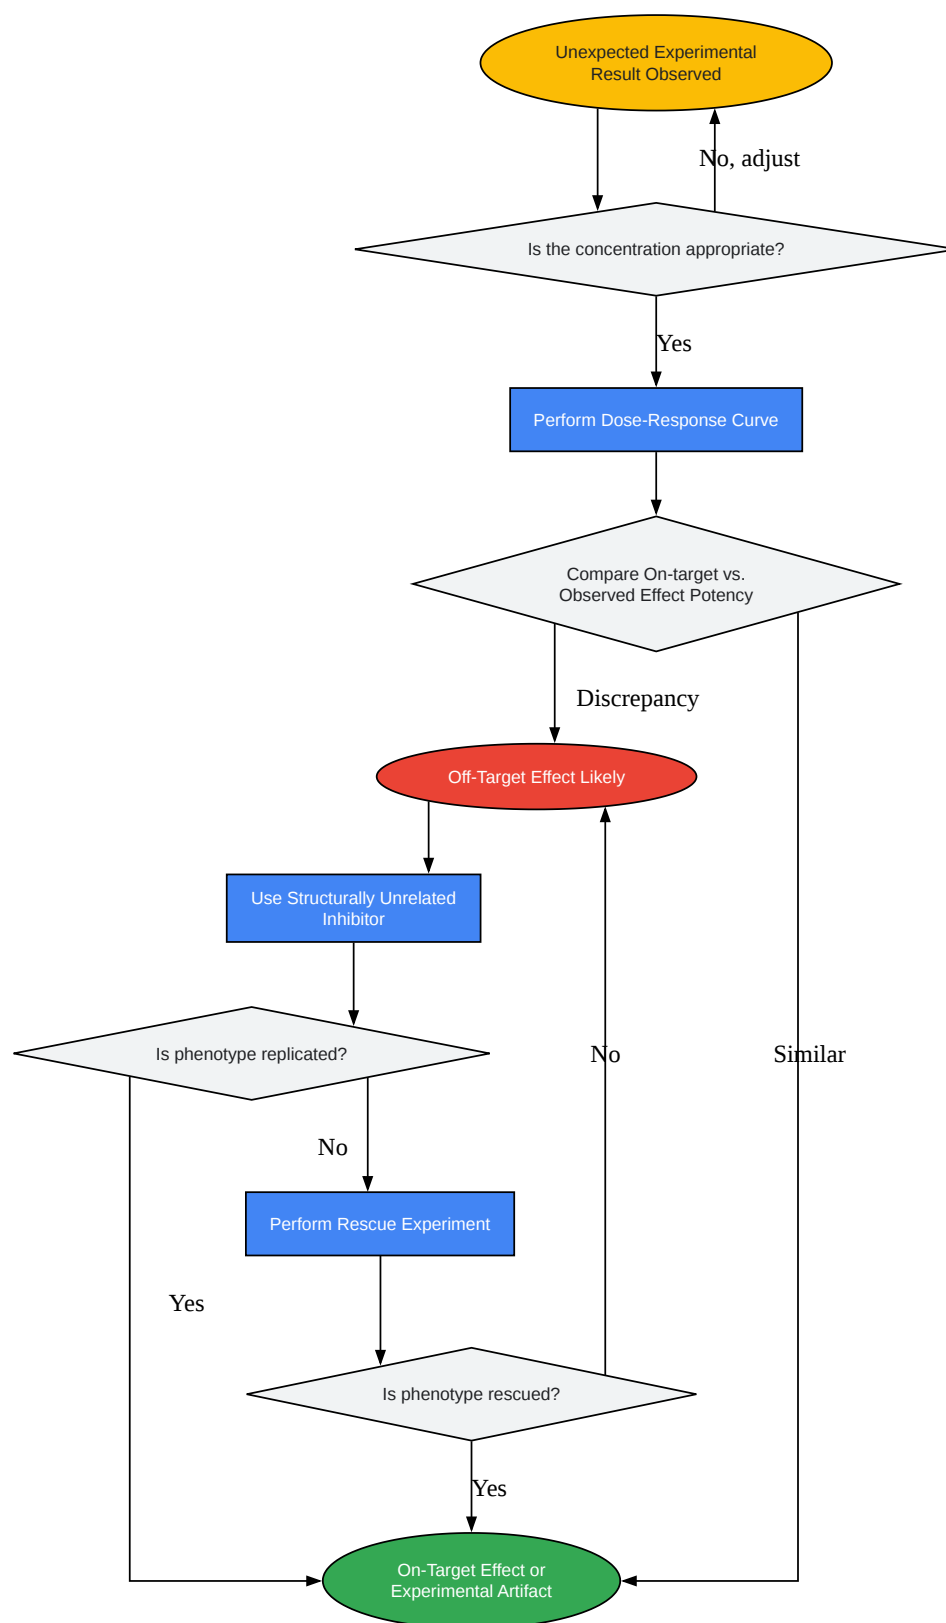 Unexpected Experimental
Result Observed
No, adjust
Is the concentration appropriate?
Yes
Perform Dose-Response Curve
Compare On-target vs.
Observed Effect Potency
Discrepancy
Off-Target Effect Likely
Use Structurally Unrelated
Inhibitor
Is phenotype replicated?
No
Similar
No
Perform Rescue Experiment
Yes
Is phenotype rescued?
Yes
On-Target Effect or
Experimental Artifact